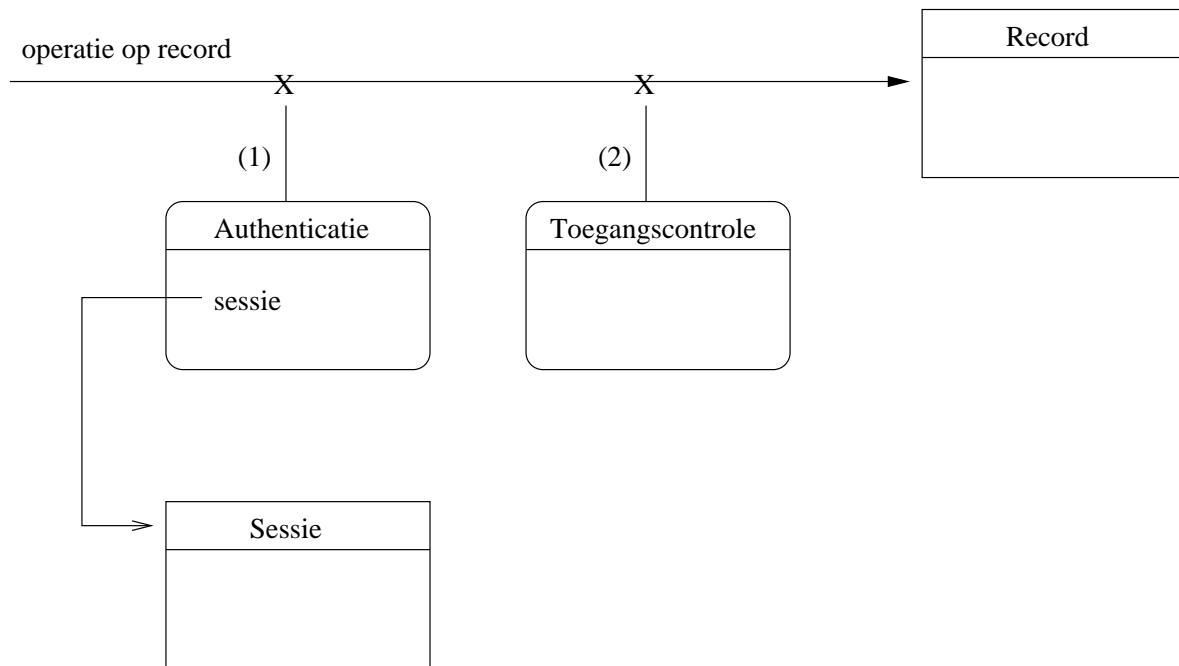 Record
operatie op record
X X
(1) (2)
Authenticatie Toegangscontrole
sessie
Sessie